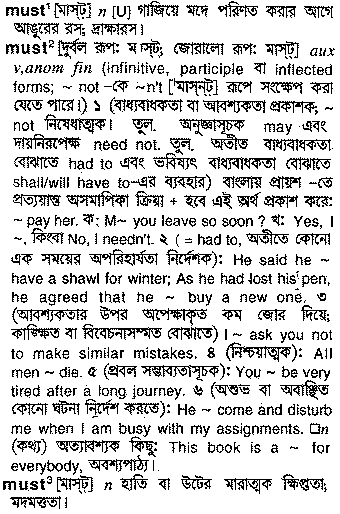 must¹ [মাস্ট্] n [U] গাজিয়ে মদে পরিণত করার আগে
আঙুরের রস; দ্রাক্ষারস।
must² [দুর্বল রূপ: ম্‌স্ট্; জোরালো রূপ: মাস্ট্] aux
v,anom fin (infinitive, participle বা inflected
forms; ~ not –কে ~n't ['মাস্‌ন্ট্] রূপে সংক্ষেপ করা
যেতে পারে।) ১ (বাধ্যবাধকতা বা আবশ্যকতা প্রকাশক; ~
not নিষেধাত্মক। তুল. অনুজ্ঞাসূচক may এবং
দায়নিরপেক্ষ need not. তুল. অতীত বাধ্যবাধকতা
বোঝাতে had to এবং ভবিষ্যৎ বাধ্যবাধকতা বোঝাতে
shall/will have to–এর ব্যবহার) বাংলায় প্রায়শ –তে
প্রত্যয়ান্ত অসমাপিকা ক্রিয়া + হবে এই অর্থ প্রকাশ করে:
~ pay her. ক: M~ you leave so soon ? খ: Yes, I
~, কিংবা No, I needn't. ২ ( = had to, অতীতে কোনো
এক সময়ের অপরিহার্যতা নির্দেশক): He said he ~
have a shawl for winter; As he had lost his pen,
he agreed that he ~ buy a new one. ৩
(আবশ্যকতার উপর অপেক্ষাকৃত কম জোর দিয়ে;
কাঙ্ক্ষিত বা বিবেচনাসম্মত বোঝাতে) I ~ ask you not
to make similar mistakes. ৪ (নিশ্চয়াত্মক): All
men ~ die. ৫ (প্রবল সম্ভাব্যতাসূচক): You ~ be very
tired after a long journey. ৬ (অশুভ বা অবাঞ্ছিত
কোনো ঘটনা নির্দেশ করতে): He ~ come and disturb
me when I am busy with my assignments. □n
(কথ্য) অত্যাবশ্যক কিছু: This book is a ~ for
everybody, অবশ্যপাঠ্য।
must³ [মাস্ট্] n হাতি বা উটের মারাত্মক ক্ষিপ্ততা;
মদমত্ততা।